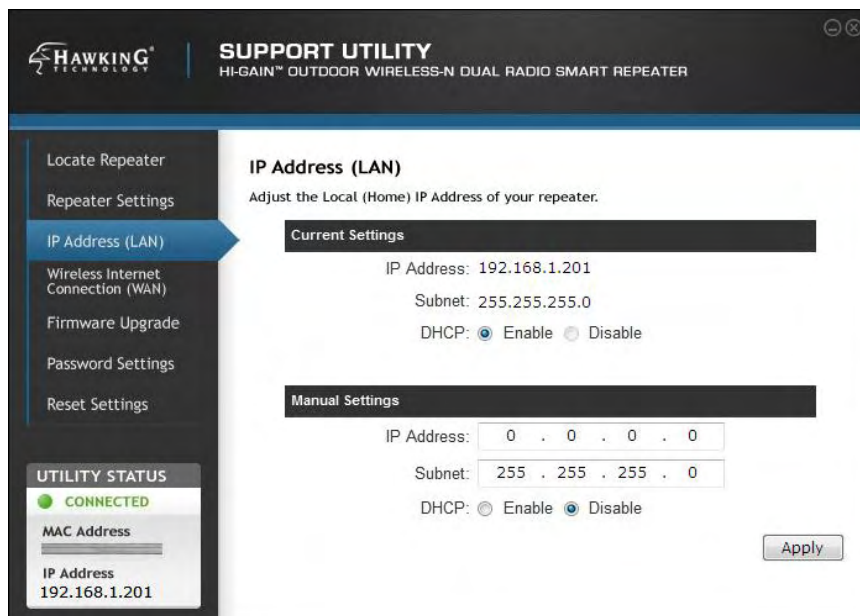 HAWKING®
TECHNOLOGY
SUPPORT UTILITY
HI-GAIN™ OUTDOOR WIRELESS-N DUAL RADIO SMART REPEATER
Locate Repeater
Repeater Settings
IP Address (LAN)
Wireless Internet
Connection (WAN)
Firmware Upgrade
Password Settings
Reset Settings
UTILITY STATUS
CONNECTED
MAC Address
IP Address
192.168.1.201
IP Address (LAN)
Adjust the Local (Home) IP Address of your repeater.
Current Settings
IP Address: 192.168.1.201
Subnet: 255.255.255.0
DHCP: Enable Disable
Manual Settings
IP Address: 0 . 0 . 0 . 0
Subnet: 255 . 255 . 255 . 0
DHCP: Enable Disable
Apply